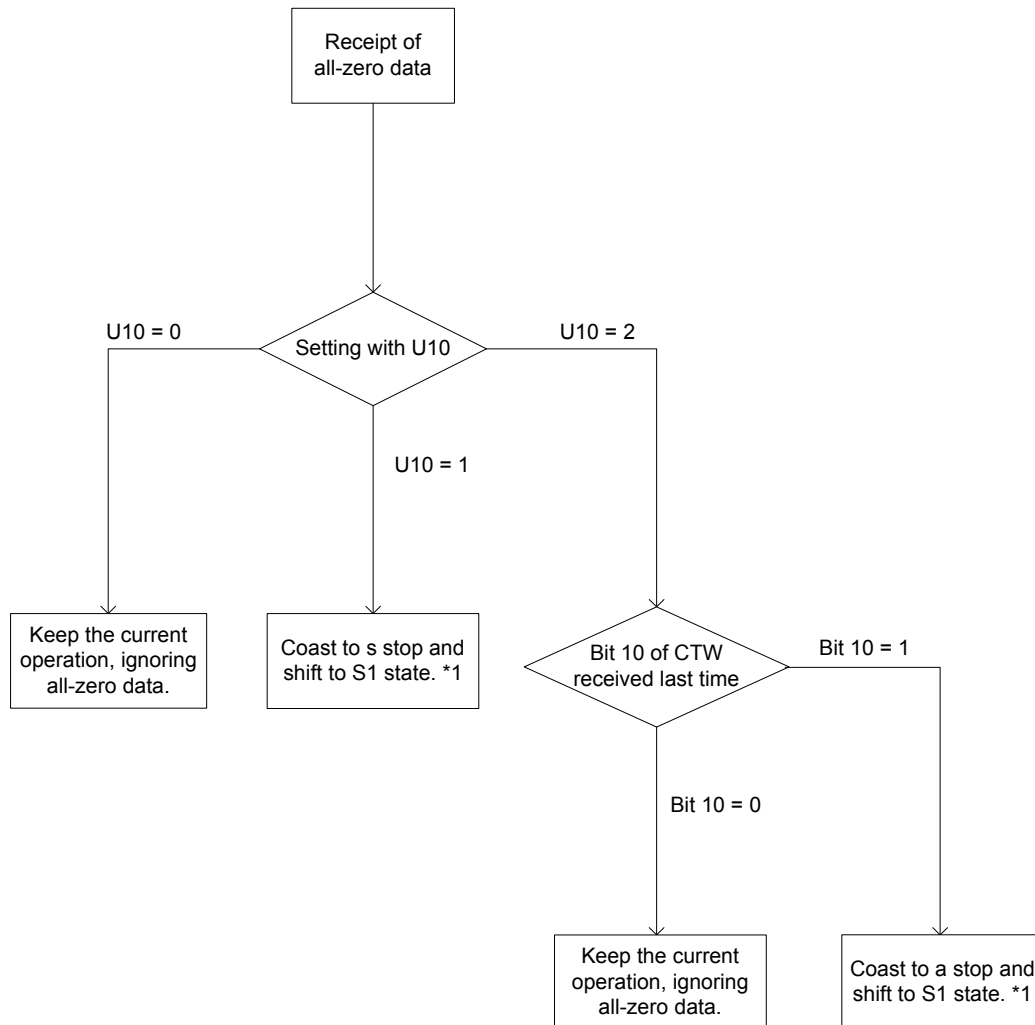 Receipt of
all-zero data
U10 = 0
Setting with U10
U10 = 2
U10 = 1
Keep the current
operation, ignoring
all-zero data.
Coast to s stop and
shift to S1 state. *1
Bit 10 of CTW
received last time
Bit 10 = 1
Bit 10 = 0
Keep the current
operation, ignoring
all-zero data.
Coast to a stop and
shift to S1 state. *1